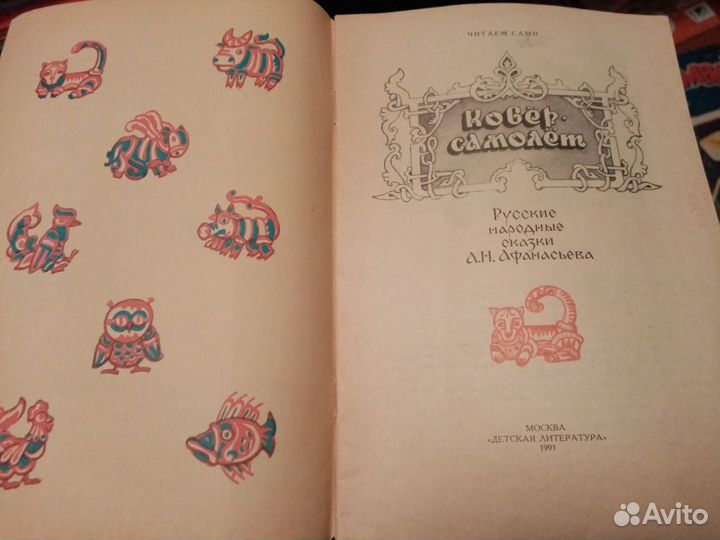 ЧИТАЕМ САМИ
Ковёр-
самолёт
Русские
народные
сказки
А.Н. Афанасьева
МОСКВА
«ДЕТСКАЯ ЛИТЕРАТУРА»
1991
Avito